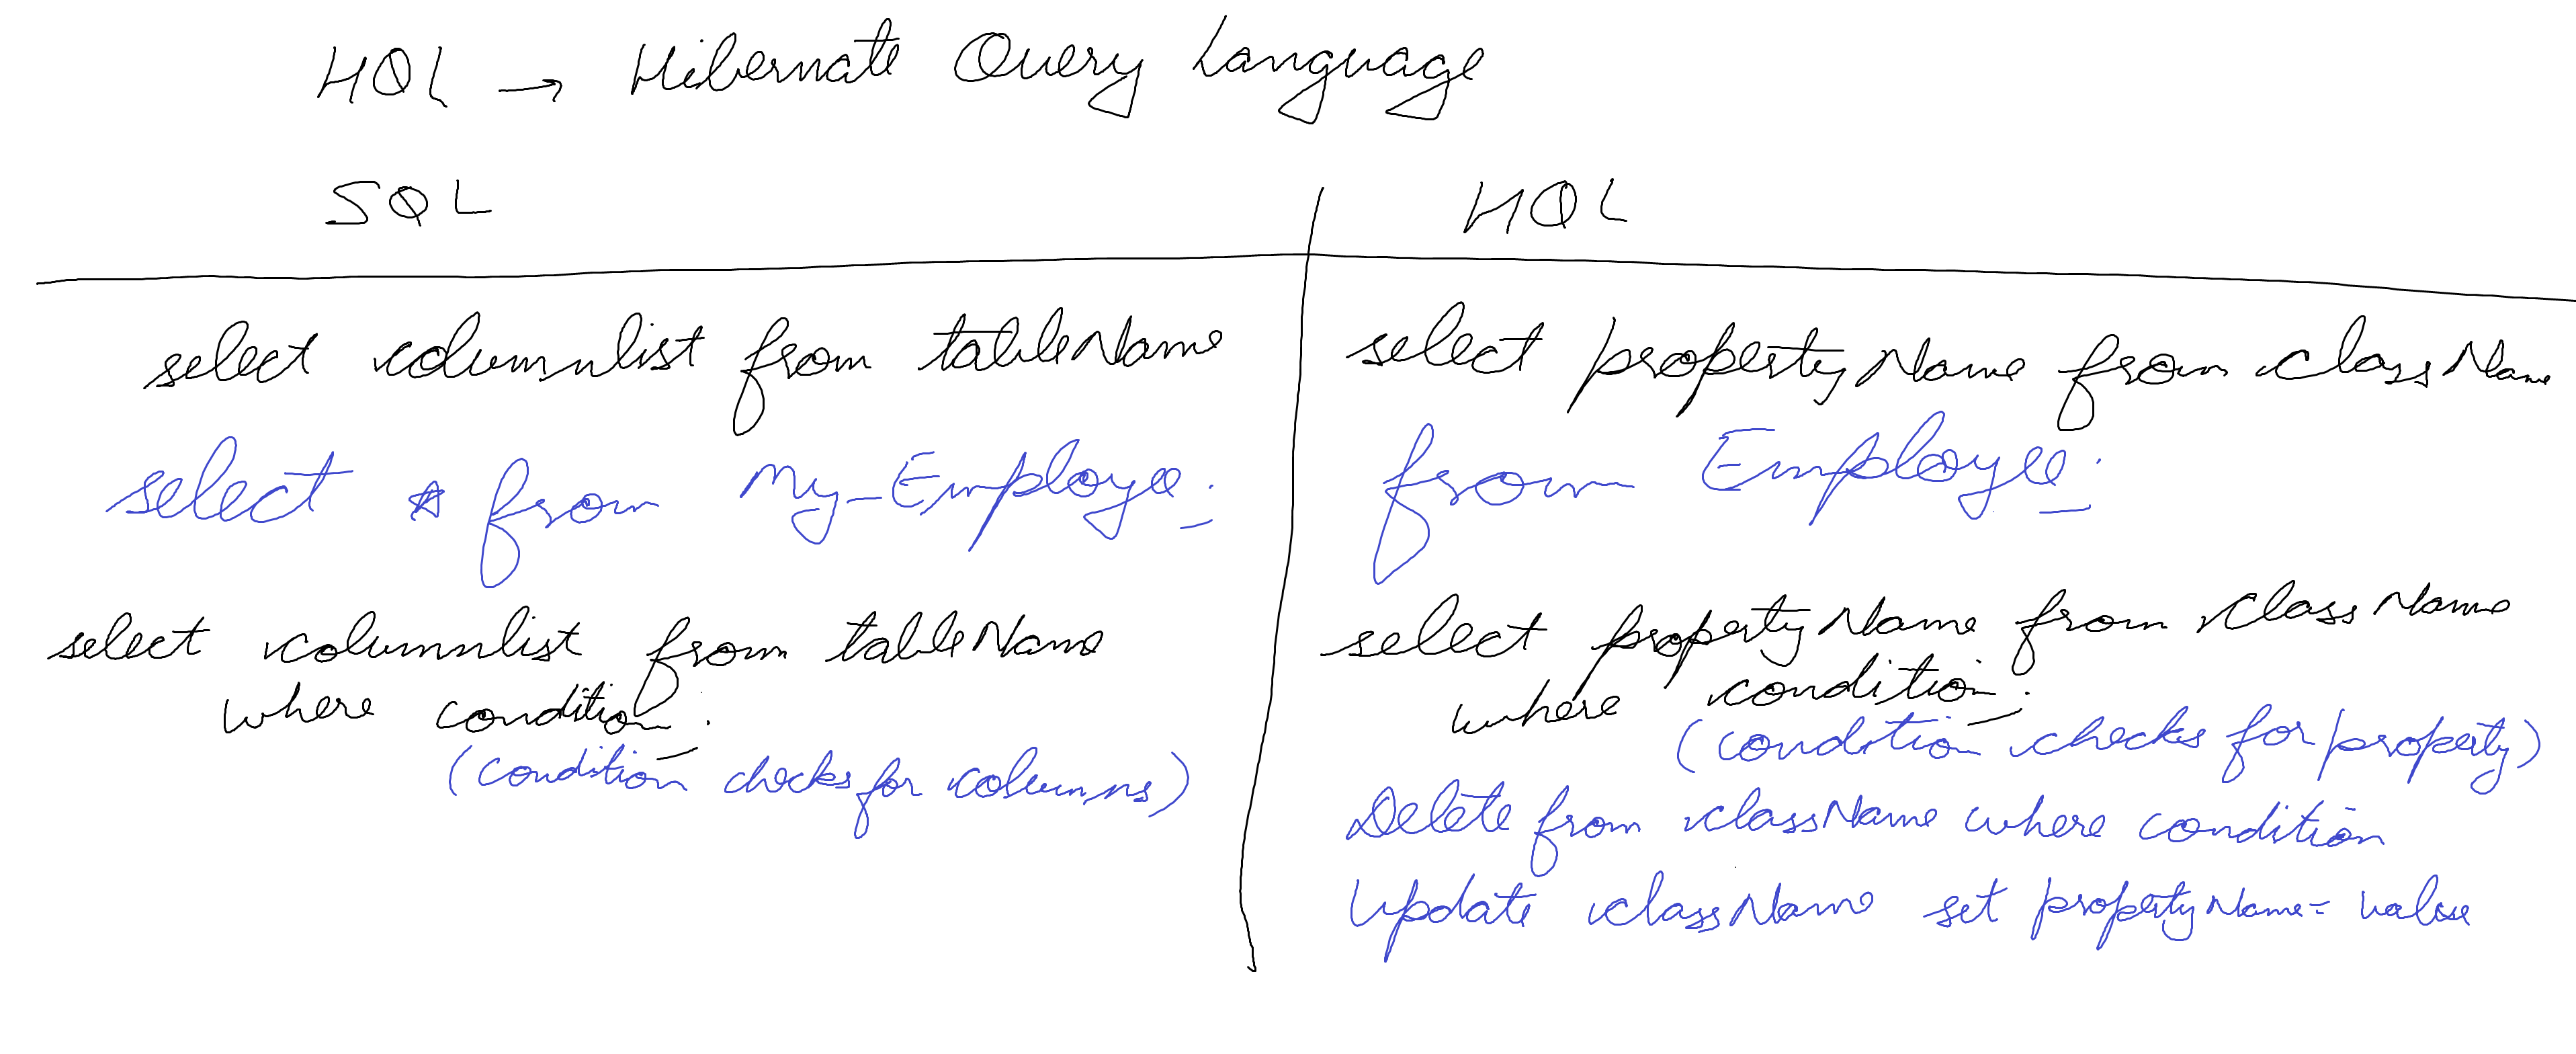 HQL → Hibernate Query Language
SQL
HQL
select columnlist from tableName
select * from My_Employee;
select columnlist from tableName
where condition;
(condition checks for columns)
select propertyName from className
from Employee;
select propertyName from className
where condition;
(condition checks for property)
Delete from className where condition
Update className set propertyName = value